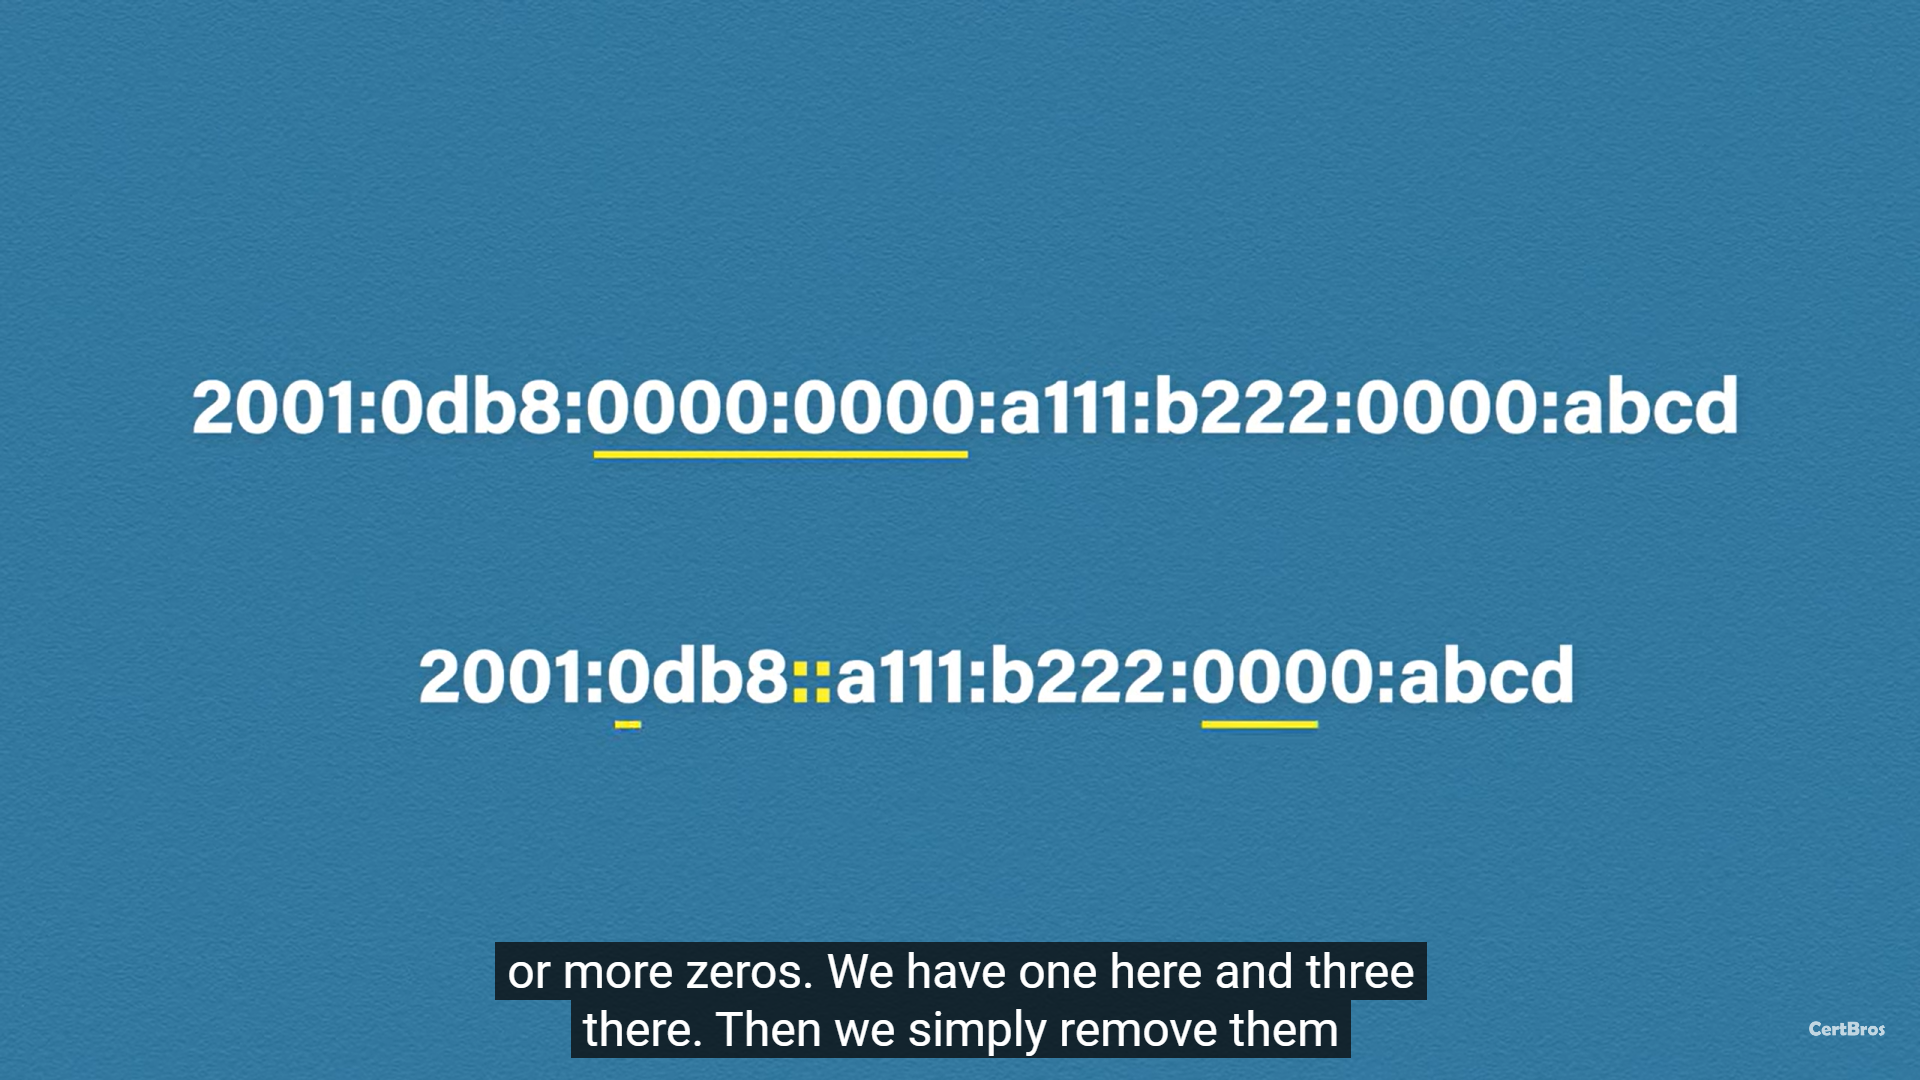 2001:0db8:0000:0000:a111:b222:0000:abcd
2001:0db8::a111:b222:0000:abcd
or more zeros. We have one here and three
there. Then we simply remove them
CertBros